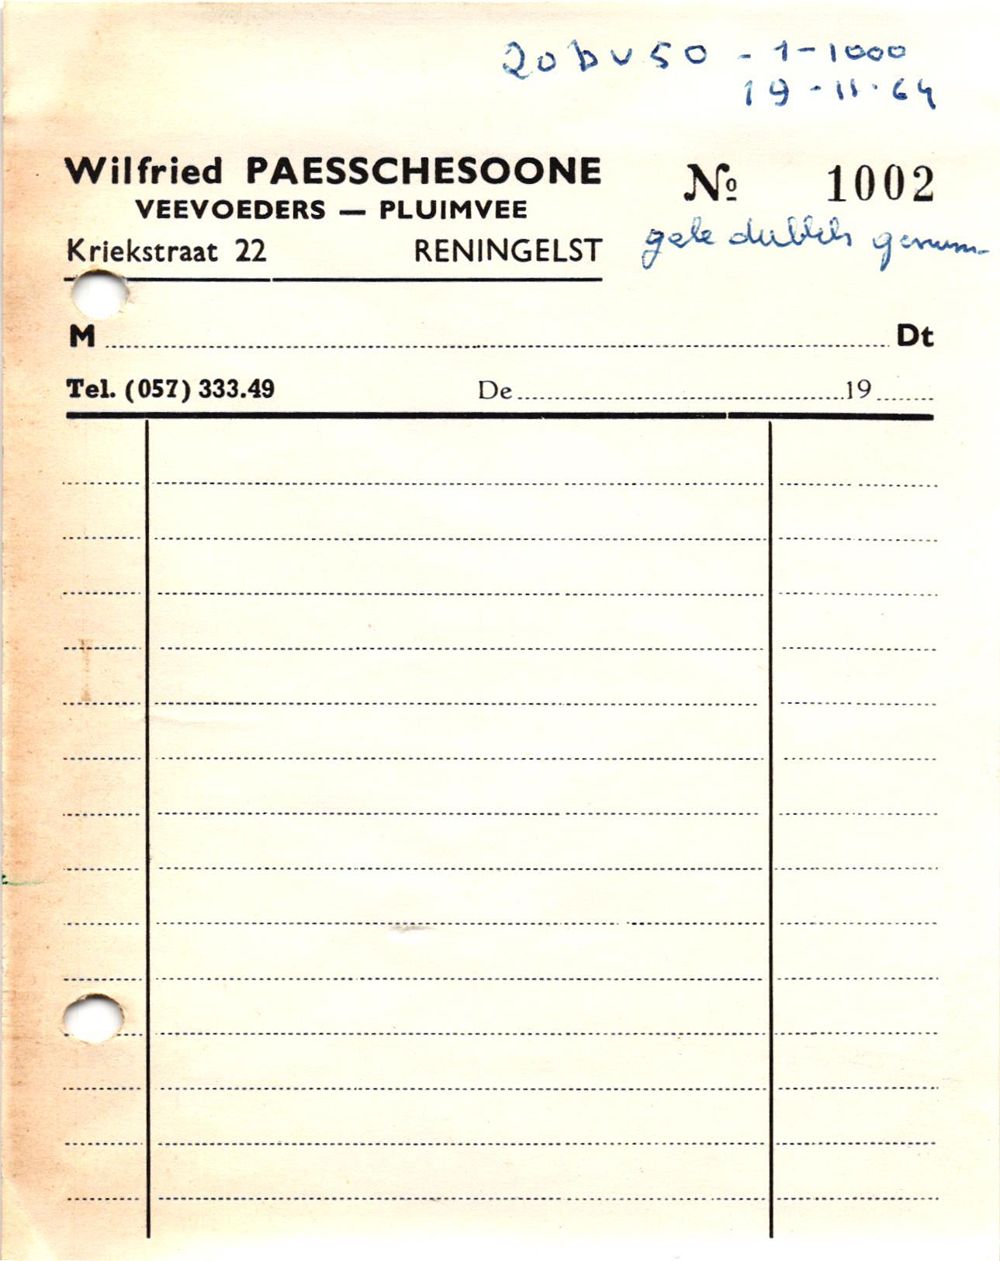 20 b v 50 - 1-1000
19-11-64
Wilfried PAESSCHESOONE
VEEVOEDERS — PLUIMVEE
Kriekstraat 22 RENINGELST
№ 1002
gele dubbels genum.
M Dt
Tel. (057) 333.49 De 19